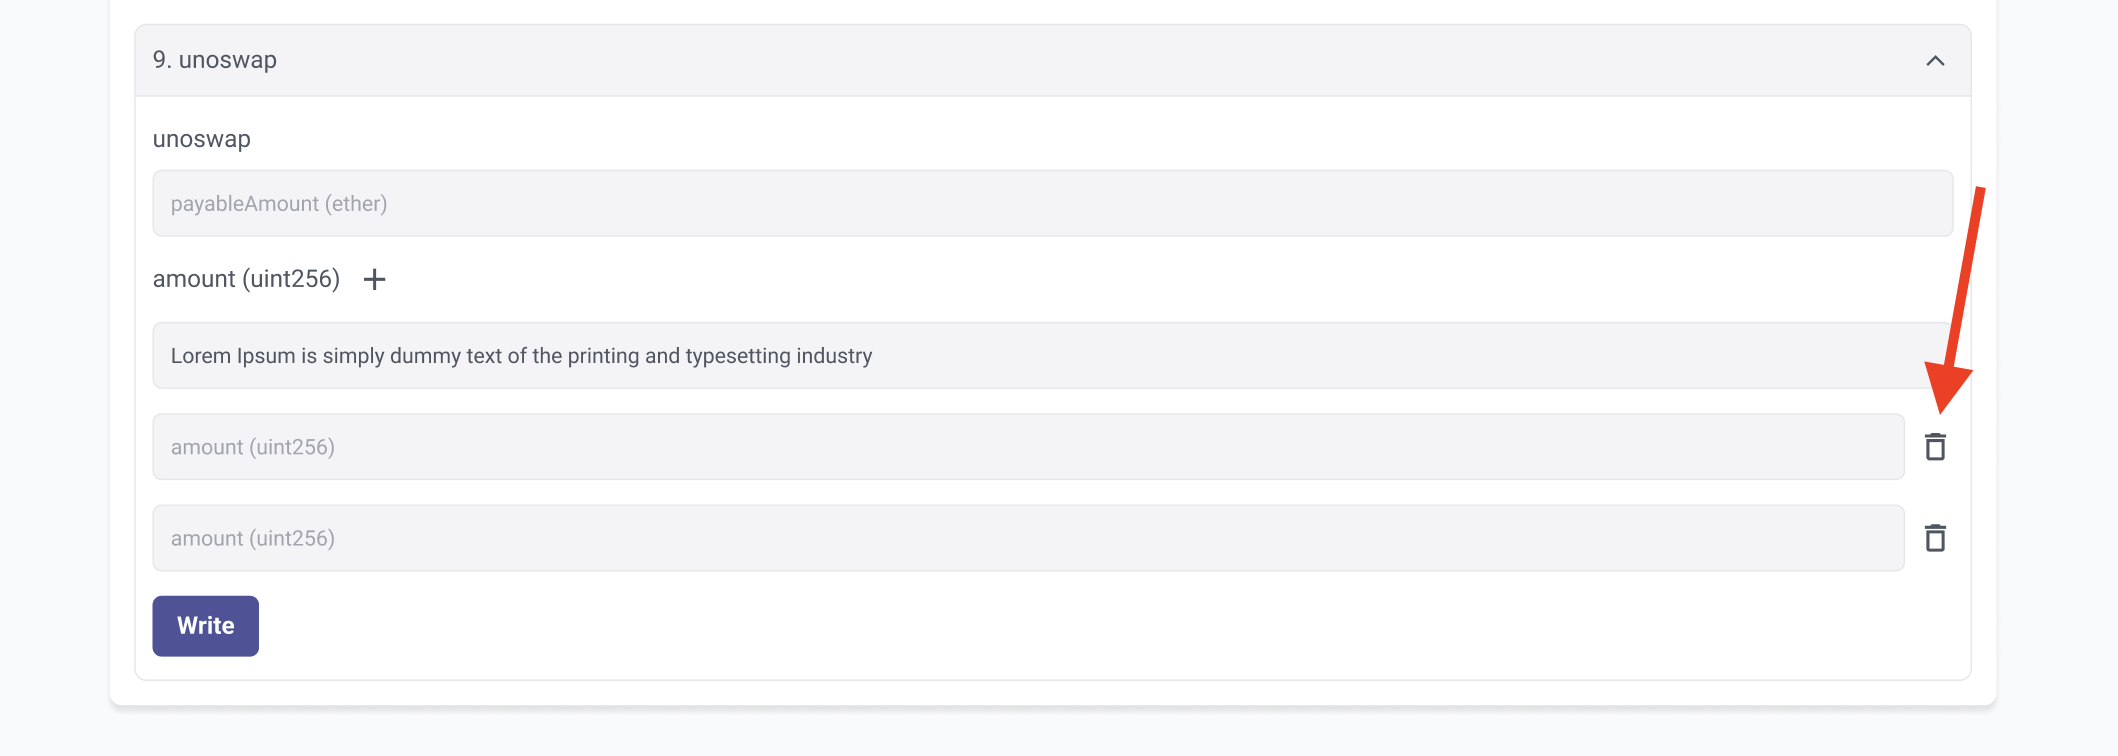 9. unoswap
unoswap
payableAmount (ether)
amount (uint256)
Lorem Ipsum is simply dummy text of the printing and typesetting industry
amount (uint256)
amount (uint256)
Write